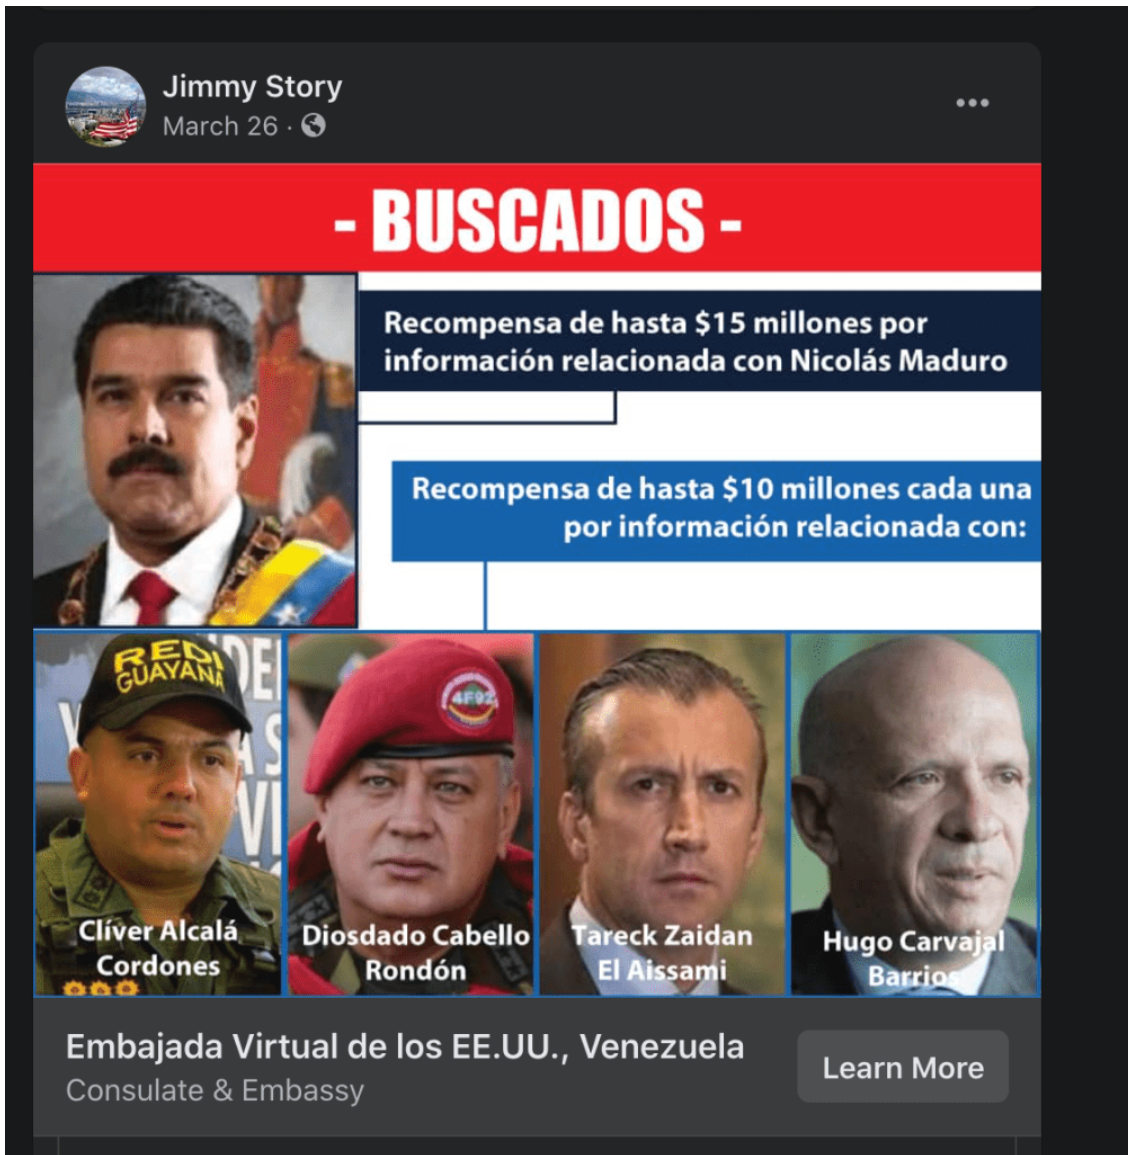 Jimmy Story
March 26 ·
- BUSCADOS -
Recompensa de hasta $15 millones por
información relacionada con Nicolás Maduro
Recompensa de hasta $10 millones cada una
por información relacionada con:
REDI
GUAYANA
4F92
Clíver Alcalá
Cordones
Diosdado Cabello
Rondón
Tareck Zaidan
El Aissami
Hugo Carvajal
Barrios
Embajada Virtual de los EE.UU., Venezuela
Consulate & Embassy
Learn More